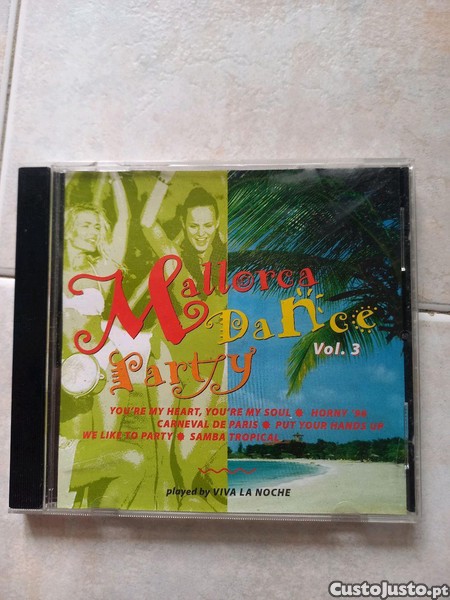 Mallorca
Dance
Party
Vol. 3
YOU'RE MY HEART, YOU'RE MY SOUL ● HORNY '98
CARNEVAL DE PARIS ● PUT YOUR HANDS UP
WE LIKE TO PARTY ● SAMBA TROPICAL ...
played by VIVA LA NOCHE
CustoJusto.pt